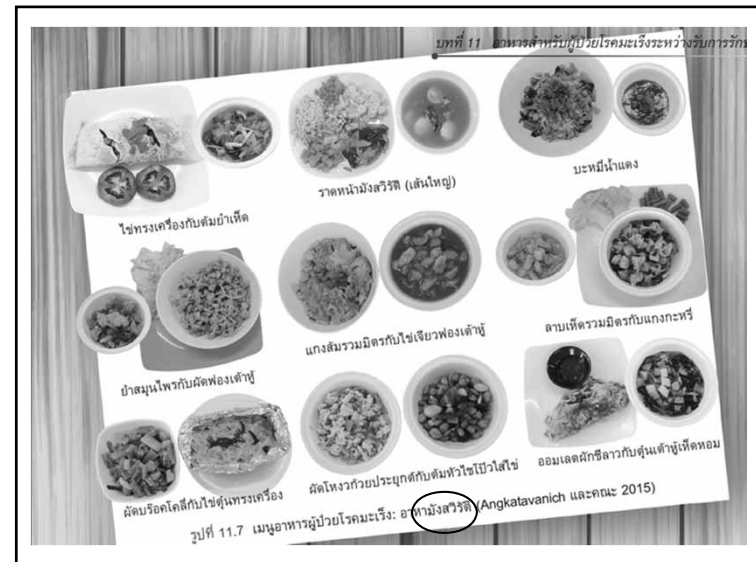 บทที่ 11 อาหารสำหรับผู้ป่วยโรคมะเร็งระหว่างรับการรักษ
ไข่ทรงเครื่องกับต้มยำเห็ด
ราดหน้ามังสวิรัติ (เส้นใหญ่)
บะหมี่น้ำแดง
ยำสมุนไพรกับผัดฟองเต้าหู้
แกงส้มรวมมิตรกับไข่เจียวฟองเต้าหู้
ลาบเห็ดรวมมิตรกับแกงกะหรี่
ผัดบร๊อคโคลี่กับไข่ตุ๋นทรงเครื่อง
ผัดโหงวก้วยประยุกต์กับต้มหัวไชโป๊วใส่ไข่
ออมเลตผักชีลาวกับตุ๋นเต้าหู้เห็ดหอม
รูปที่ 11.7 เมนูอาหารผู้ป่วยโรคมะเร็ง: อาหามังสวิรัติ (Angkatavanich และคณะ 2015)